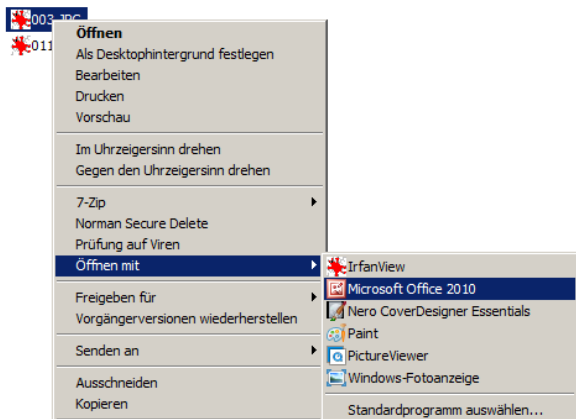 003.JPG
011
Öffnen
Als Desktophintergrund festlegen
Bearbeiten
Drucken
Vorschau
Im Uhrzeigersinn drehen
Gegen den Uhrzeigersinn drehen
7-Zip
Norman Secure Delete
Prüfung auf Viren
Öffnen mit
Freigeben für
Vorgängerversionen wiederherstellen
Senden an
Ausschneiden
Kopieren
IrfanView
Microsoft Office 2010
Nero CoverDesigner Essentials
Paint
PictureViewer
Windows-Fotoanzeige
Standardprogramm auswählen...